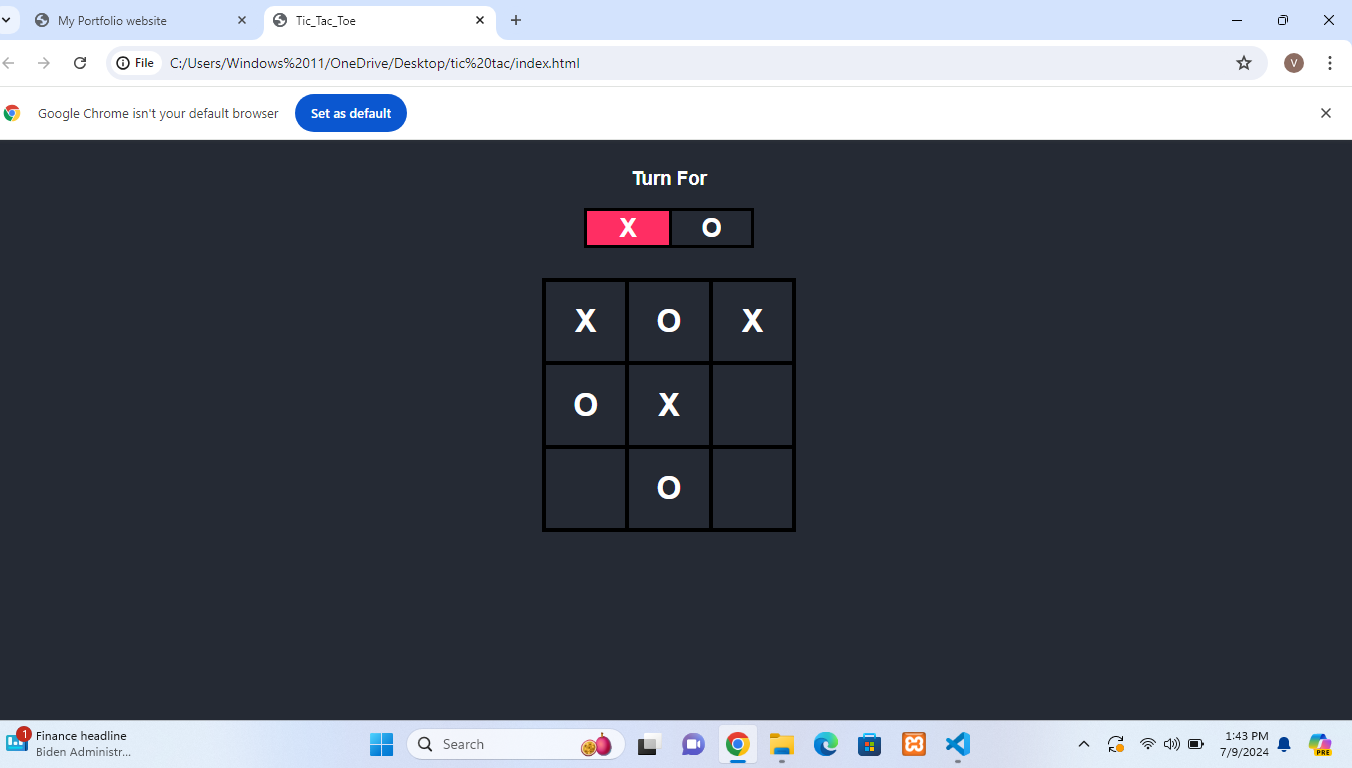 My Portfolio website
Tic_Tac_Toe
File
C:/Users/Windows%2011/OneDrive/Desktop/tic%20tac/index.html
V
Google Chrome isn't your default browser
Set as default
Turn For
X O
X O X
O X
O
1
Finance headline
Biden Administr...
Search
PRE
1:43 PM
7/9/2024